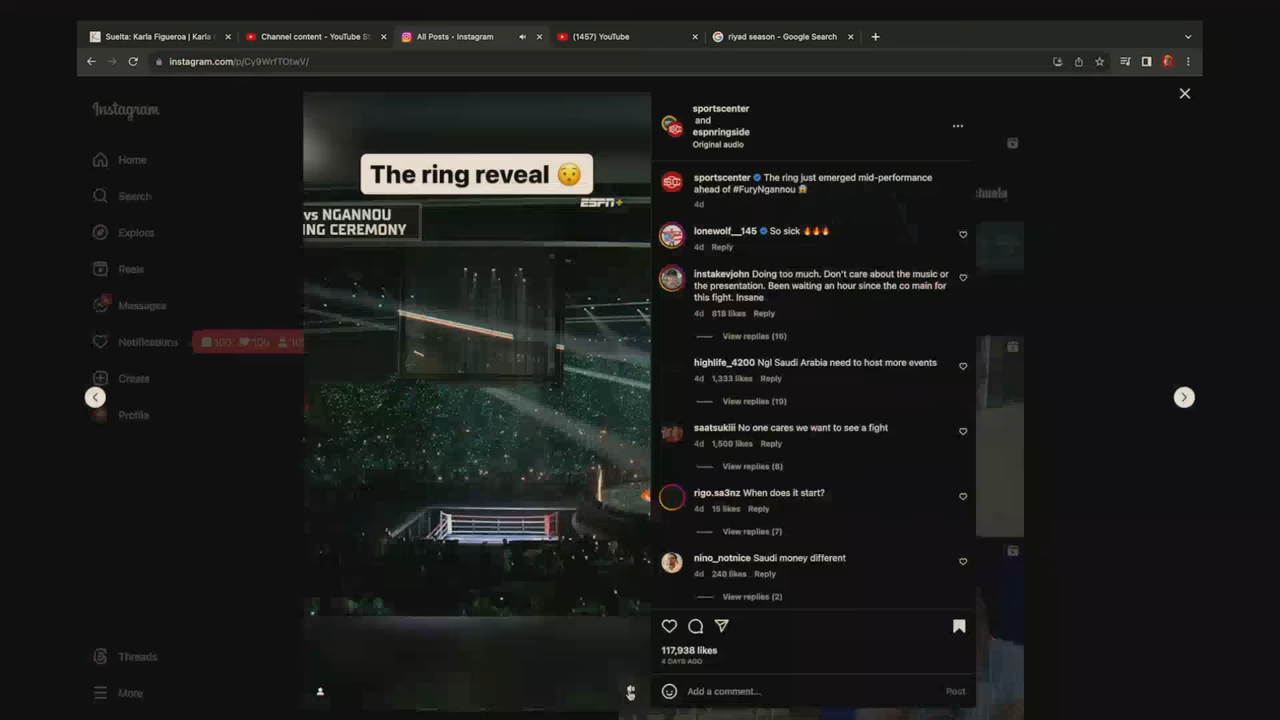 Suelta: Karla Figueroa | Karla
Channel content - YouTube St
All Posts • Instagram
(1457) YouTube
riyad season - Google Search
instagram.com/p/Cy9WrfTOtwV/
Instagram
Home
Search
Explore
Reels
Messages
Notifications
Create
Profile
Threads
More
The ring reveal 😯
ESPN+
vs NGANNOU
NG CEREMONY
sportscenter
and
espnringside
Original audio
sportscenter The ring just emerged mid-performance
ahead of #FuryNgannou 😱
4d
lonewolf__145 So sick 🔥🔥🔥
4d Reply
instakevjohn Doing too much. Don't care about the music or
the presentation. Been waiting an hour since the co main for
this fight. Insane
4d 818 likes Reply
View replies (16)
highlife_4200 Ngl Saudi Arabia need to host more events
4d 1,333 likes Reply
View replies (19)
saatsukiii No one cares we want to see a fight
4d 1,500 likes Reply
View replies (8)
rigo.sa3nz When does it start?
4d 15 likes Reply
View replies (7)
nino_notnice Saudi money different
4d 240 likes Reply
View replies (2)
117,938 likes
4 DAYS AGO
Add a comment...
Post